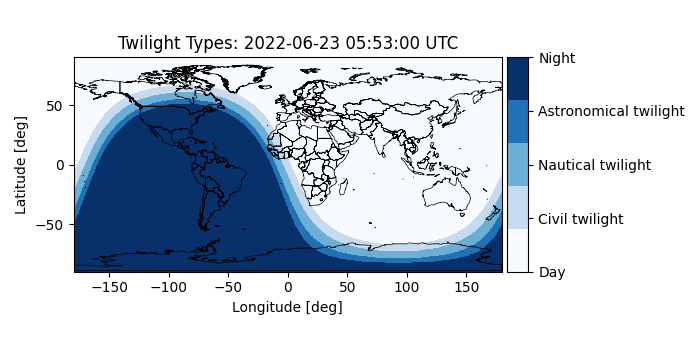 Twilight Types: 2022-06-23 05:53:00 UTC
Night
Astronomical twilight
Nautical twilight
Civil twilight
Day
Latitude [deg]
50
0
−50
−150
−100
−50
0
50
100
150
Longitude [deg]